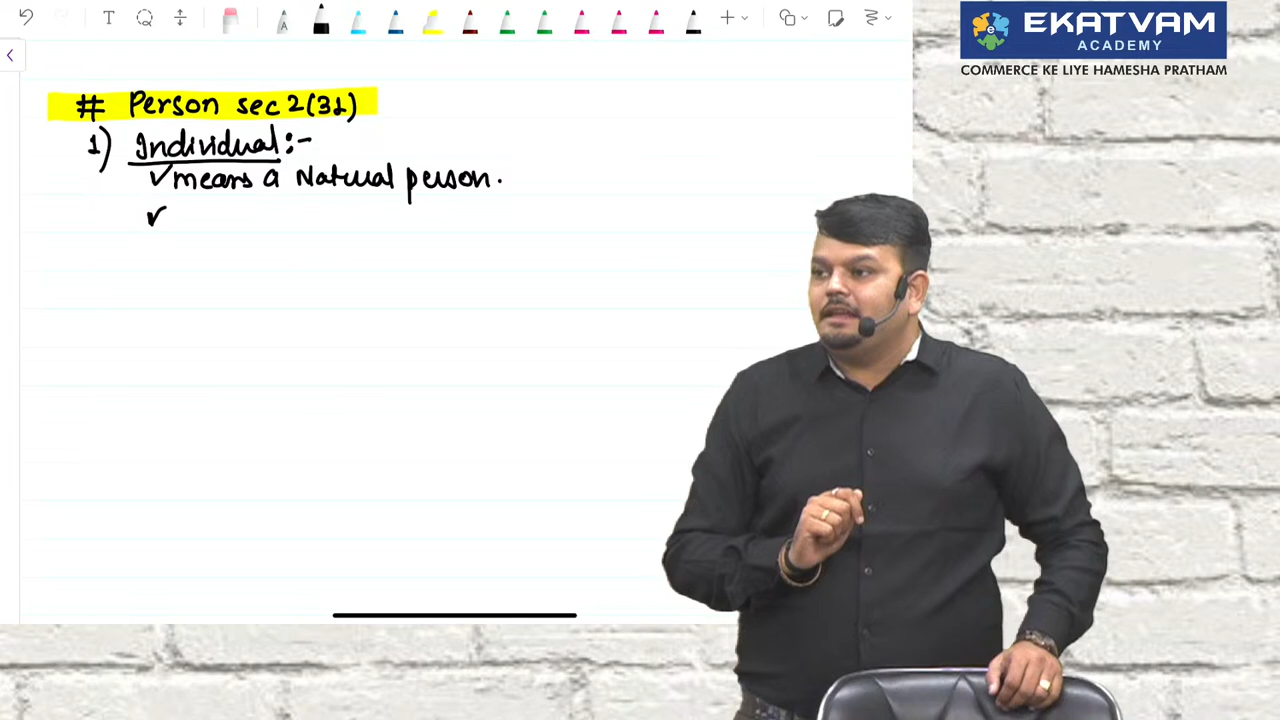 EKATVAM
ACADEMY
COMMERCE KE LIYE HAMESHA PRATHAM
# Person sec 2(31)
1) Individual:-
✓means a Natural person.
✓